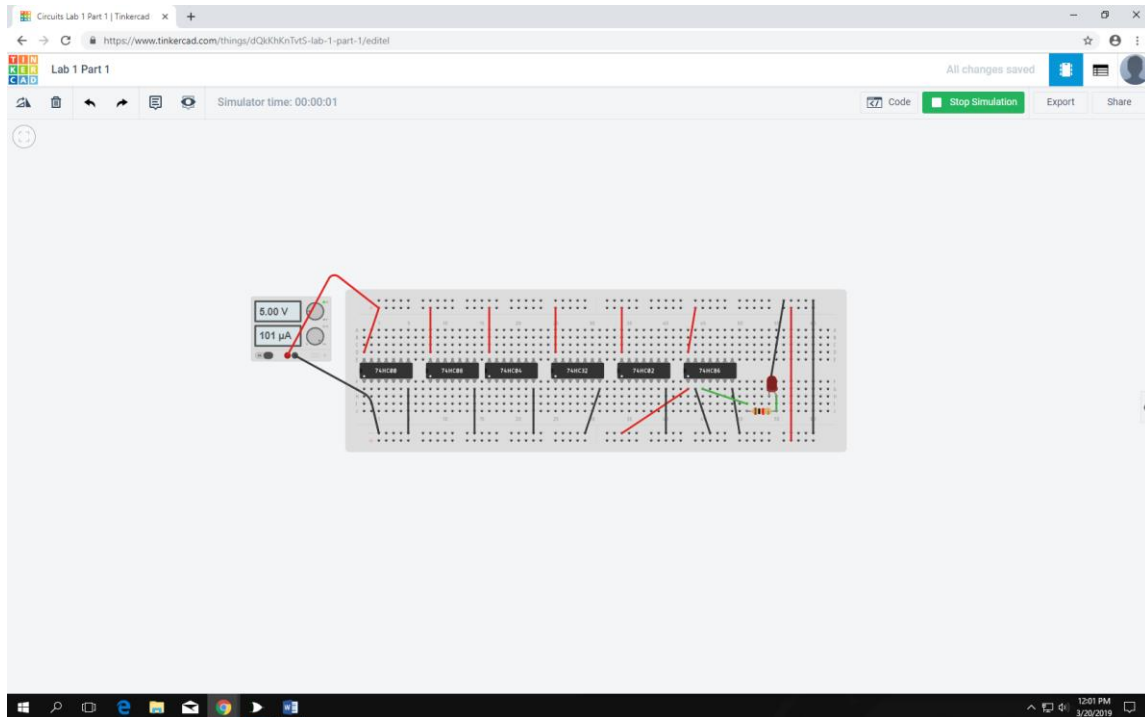 Circuits Lab 1 Part 1 | Tinkercad
https://www.tinkercad.com/things/dQkKhKnTvtS-lab-1-part-1/editel
TIN
KER
CAD
Lab 1 Part 1
All changes saved
Simulator time: 00:00:01
Code
Stop Simulation
Export
Share
5.00 V
101 µA
74HC08
74HC04
74HC32
74HC02
74HC86
12:01 PM
3/20/2019